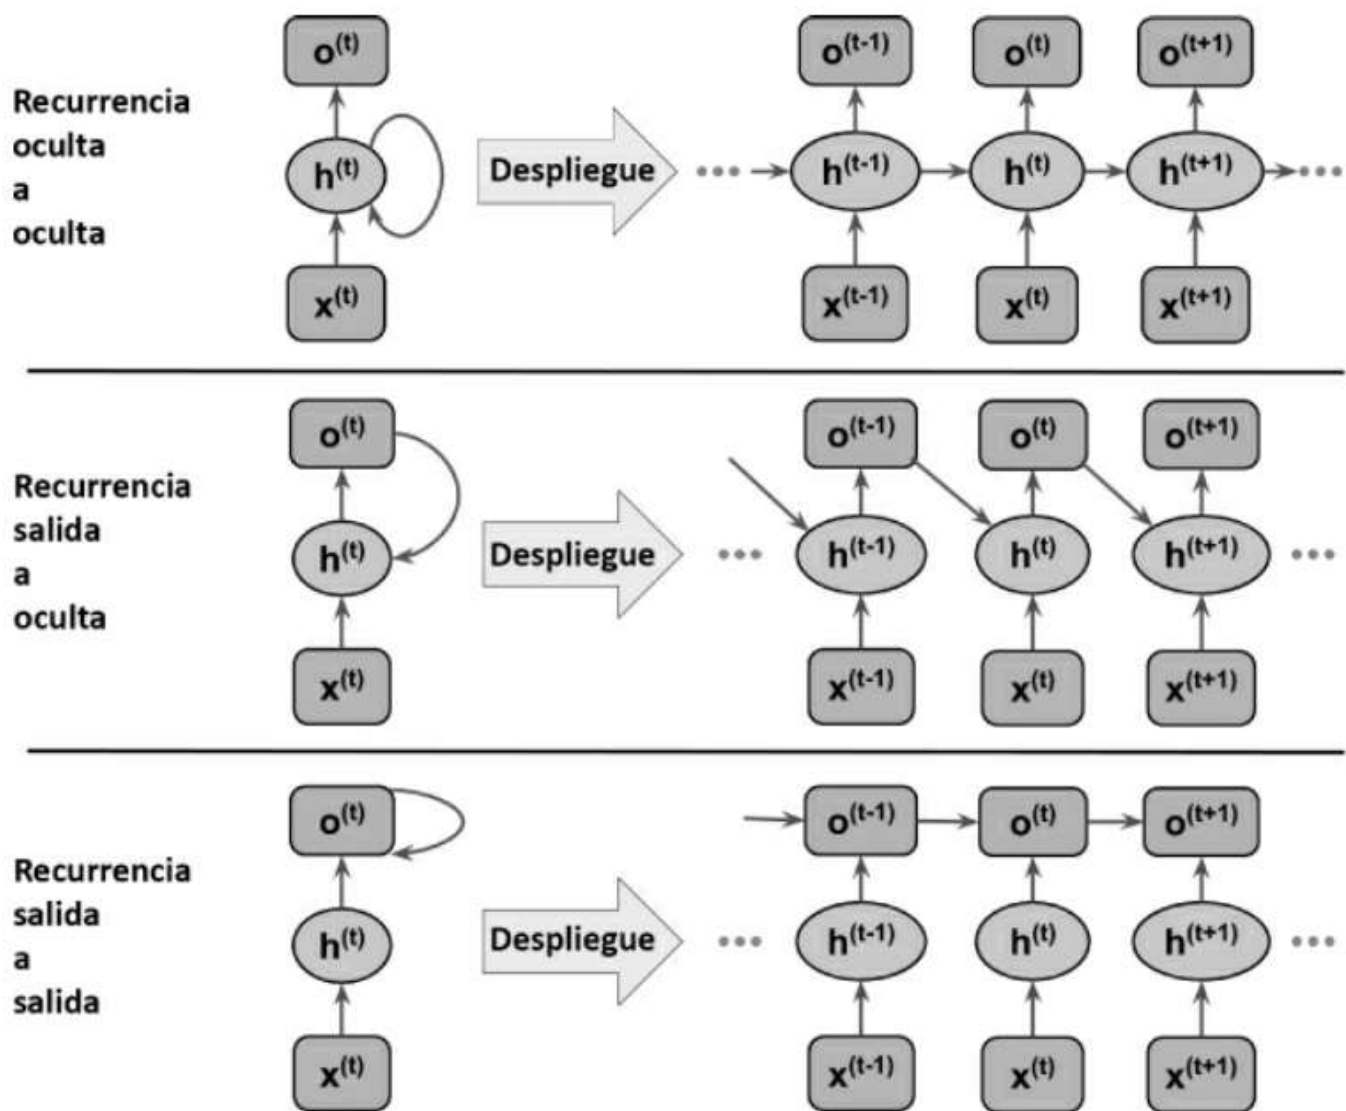 o(t) o(t-1) o(t) o(t+1)
Recurrencia
oculta
a
oculta
h(t) Despliegue ... h(t-1) h(t) h(t+1) ...
x(t) x(t-1) x(t) x(t+1)
o(t) o(t-1) o(t) o(t+1)
Recurrencia
salida
a
oculta
h(t) Despliegue ... h(t-1) h(t) h(t+1) ...
x(t) x(t-1) x(t) x(t+1)
o(t) o(t-1) o(t) o(t+1)
Recurrencia
salida
a
salida
h(t) Despliegue ... h(t-1) h(t) h(t+1) ...
x(t) x(t-1) x(t) x(t+1)